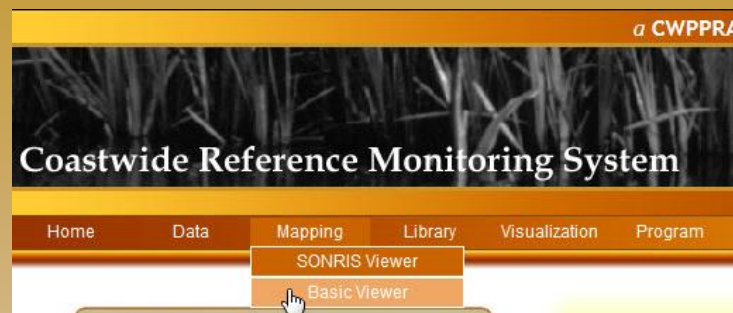 a CWPPRA
Coastwide Reference Monitoring System
Home Data Mapping Library Visualization Program
SONRIS Viewer
Basic Viewer